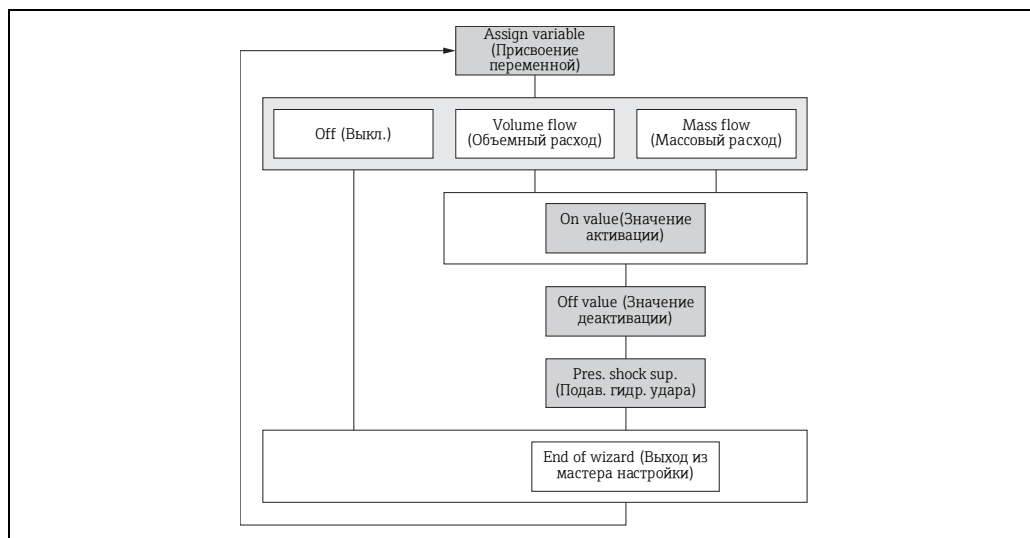 Assign variable
(Присвоение
переменной)
Off (Выкл.)
Volume flow
(Объемный расход)
Mass flow
(Массовый расход)
On value(Значение
активации)
Off value (Значение
деактивации)
Pres. shock sup.
(Подав. гидр. удара)
End of wizard (Выход из
мастера настройки)